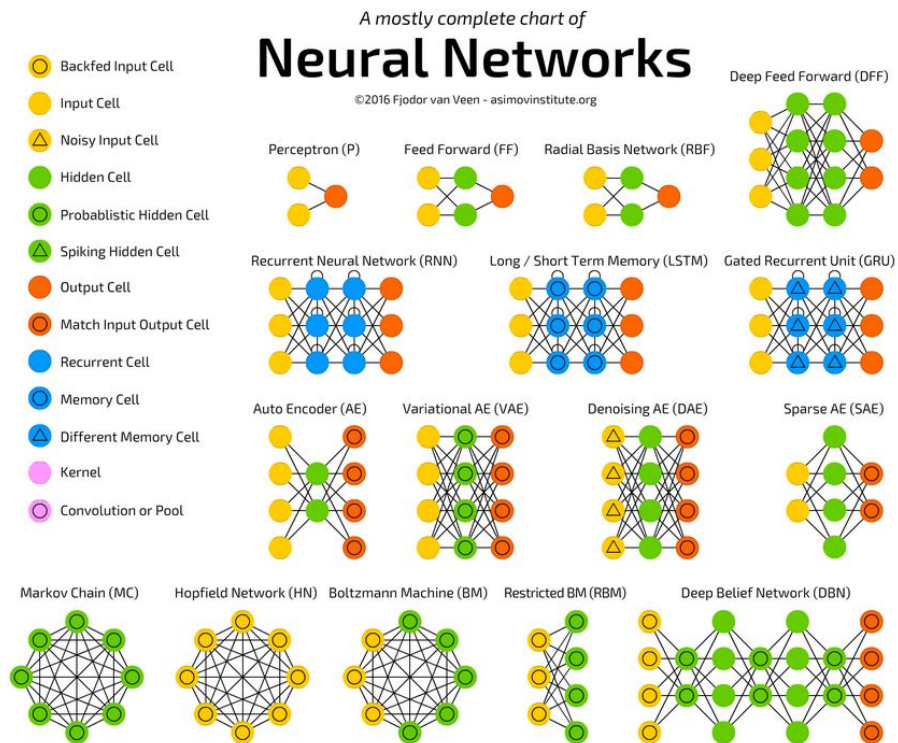 A mostly complete chart of
Neural Networks
©2016 Fjodor van Veen - asimovinstitute.org
Backfed Input Cell
Input Cell
Noisy Input Cell
Hidden Cell
Probablistic Hidden Cell
Spiking Hidden Cell
Output Cell
Match Input Output Cell
Recurrent Cell
Memory Cell
Different Memory Cell
Kernel
Convolution or Pool
Deep Feed Forward (DFF)
Perceptron (P)
Feed Forward (FF)
Radial Basis Network (RBF)
Recurrent Neural Network (RNN)
Long / Short Term Memory (LSTM)
Gated Recurrent Unit (GRU)
Auto Encoder (AE)
Variational AE (VAE)
Denoising AE (DAE)
Sparse AE (SAE)
Markov Chain (MC)
Hopfield Network (HN)
Boltzmann Machine (BM)
Restricted BM (RBM)
Deep Belief Network (DBN)